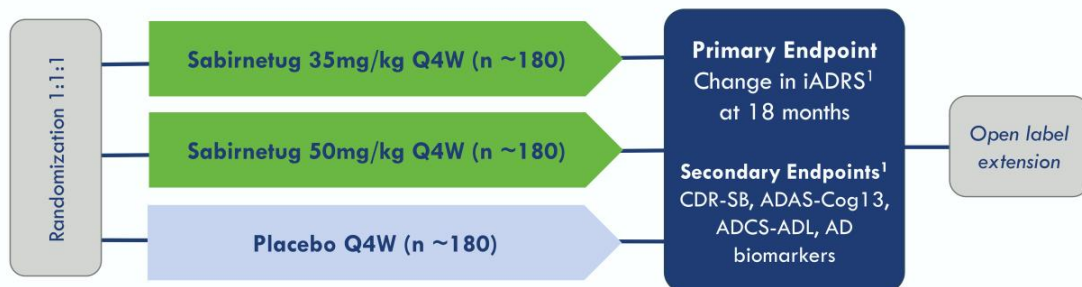 Randomization 1:1:1
Sabirnetug 35mg/kg Q4W (n ~180)
Sabirnetug 50mg/kg Q4W (n ~180)
Placebo Q4W (n ~180)
Primary Endpoint
Change in iADRS¹
at 18 months
Secondary Endpoints¹
CDR-SB, ADAS-Cog13,
ADCS-ADL, AD
biomarkers
Open label
extension